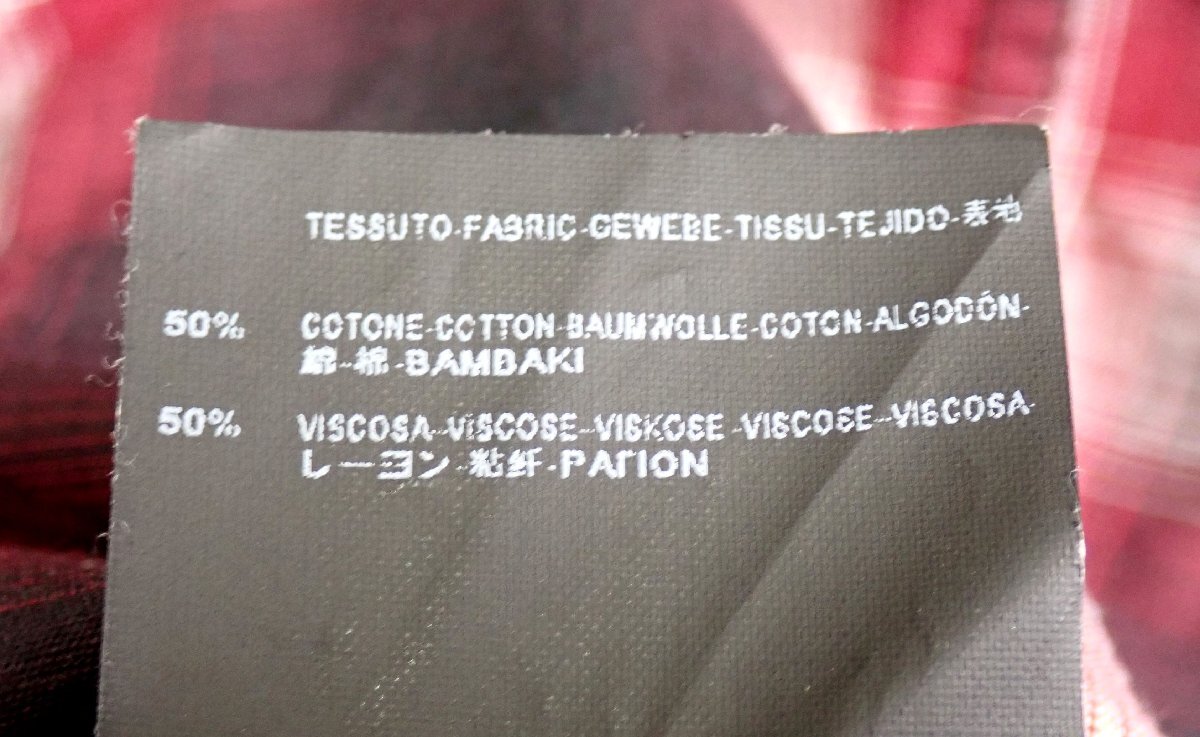 TESSUTO-FABRIC-GEWEBE-TISSU-TEJIDO-表地
50% COTONE-COTTON-BAUMWOLLE-COTON-ALGODÓN-
綿-棉-BAMBAKI
50% VISCOSA-VISCOSE-VISKOSE-VISCOSE-VISCOSA-
レーヨン-粘纤-ΡΑΓΙΟΝ